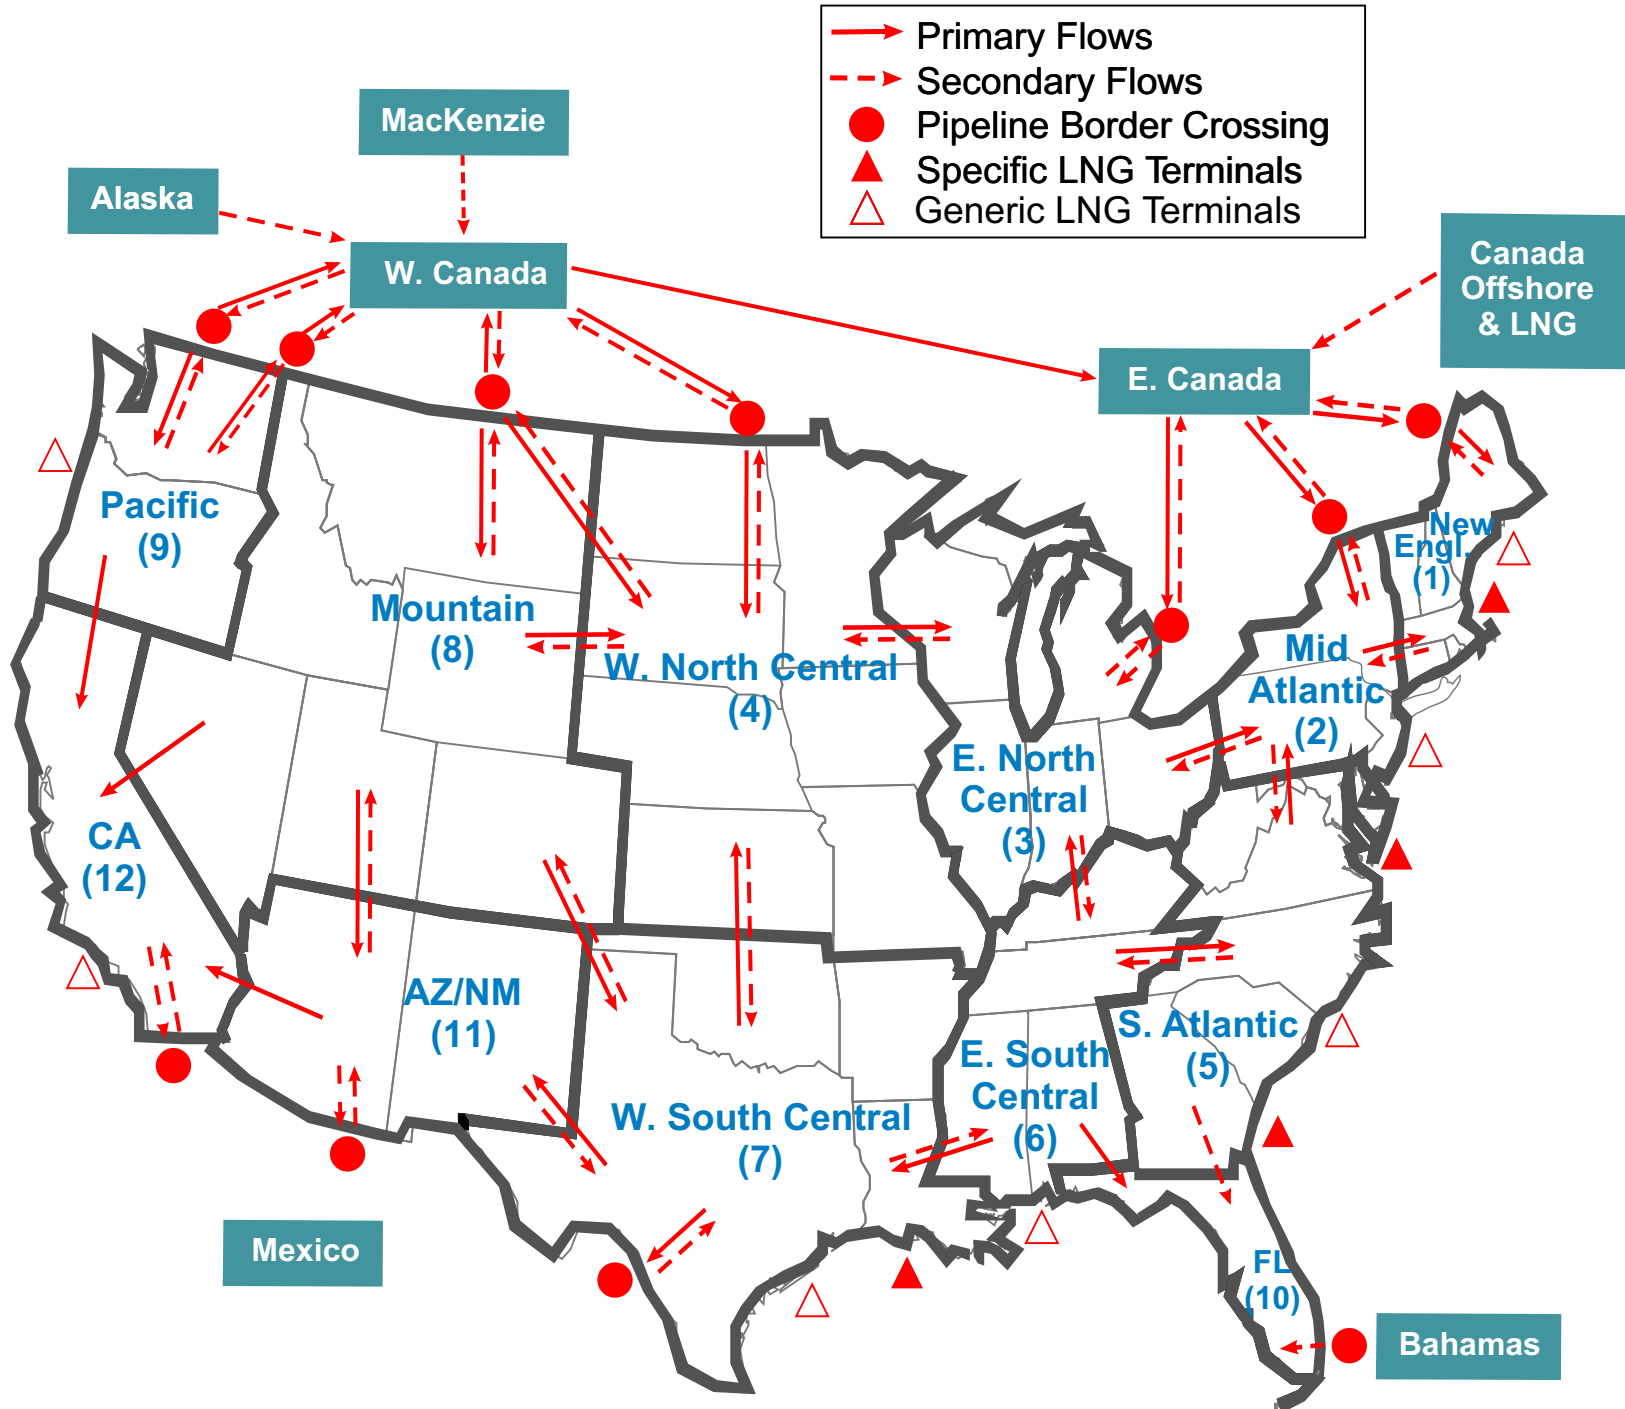 Primary Flows
Secondary Flows
Pipeline Border Crossing
Specific LNG Terminals
Generic LNG Terminals
MacKenzie
Alaska
W. Canada
Canada
Offshore
& LNG
E. Canada
Pacific
(9)
New
Engl.
(1)
Mountain
(8)
W. North Central
(4)
Mid
Atlantic
(2)
E. North
Central
(3)
CA
(12)
AZ/NM
(11)
S. Atlantic
(5)
E. South
Central
(6)
W. South Central
(7)
Mexico
FL
(10)
Bahamas